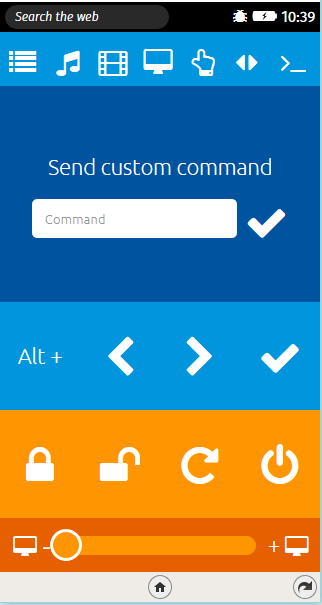 Search the web
10:39
Send custom command
Command
Alt +
- +